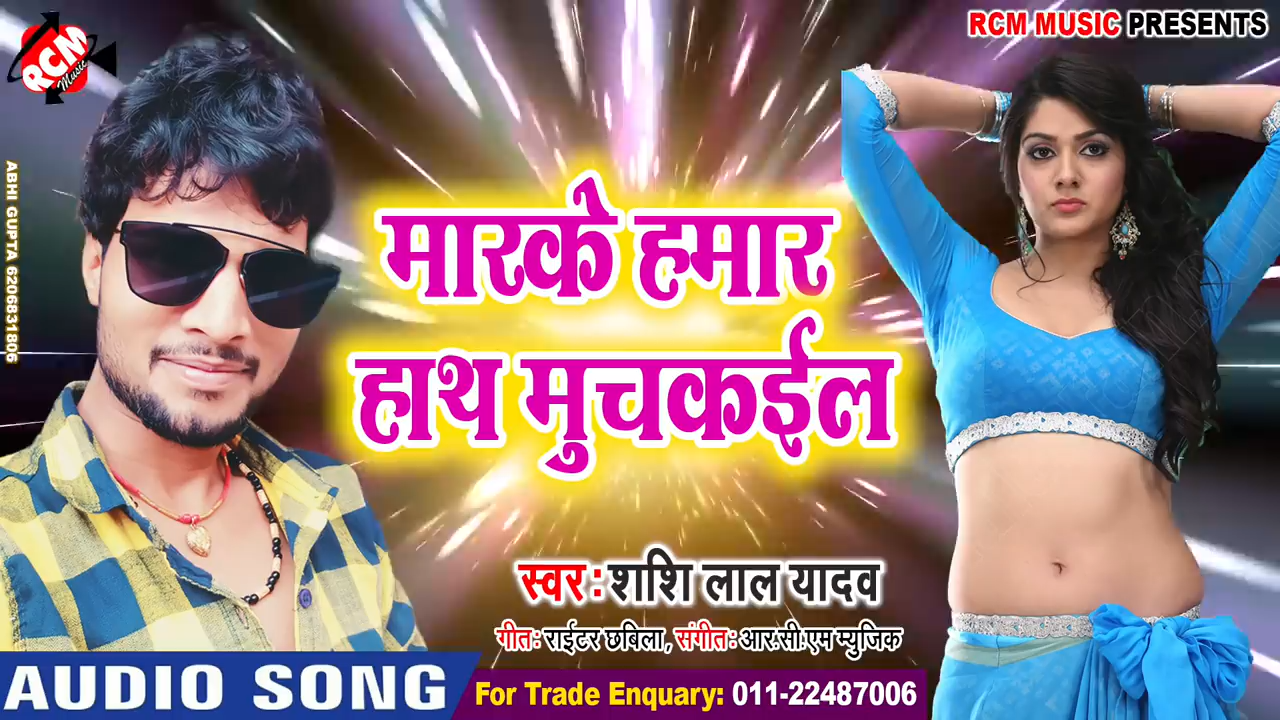 RCM
Music
RCM MUSIC PRESENTS
ABHI GUPTA 6206831806
मारके हमार
हाथ मुचकईल
स्वर : शशि लाल यादव
गीत : राईटर छबिला, संगीत : आर.सी.एम म्युजिक
AUDIO SONG
For Trade Enquary: 011-22487006